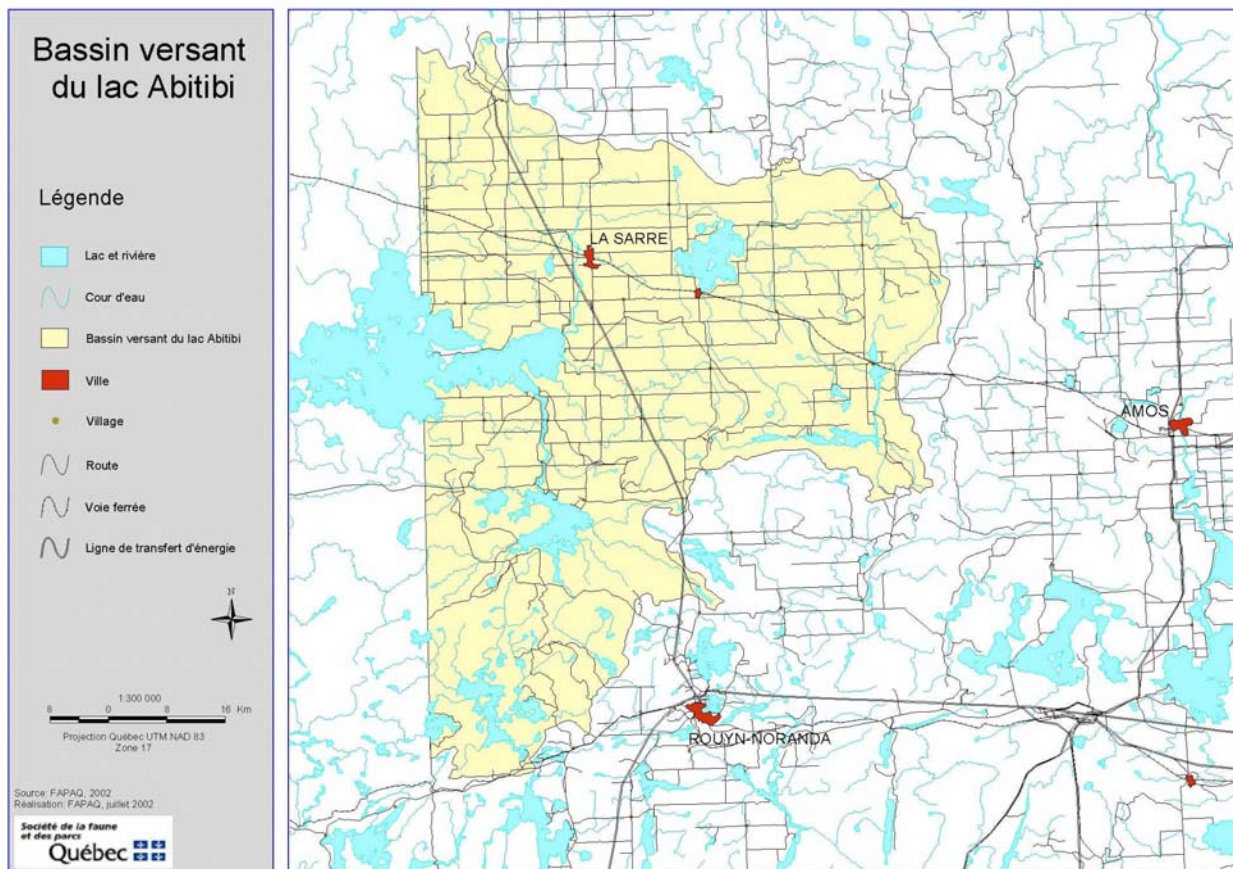 Bassin versant
du lac Abitibi
Légende
Lac et rivière
Cour d'eau
Bassin versant du lac Abitibi
Ville
Village
Route
Voie ferrée
Ligne de transfert d'énergie
N
1:300 000
8 0 8 16 Km
Projection Québec UTM NAD 83
Zone 17
Source: FAPAQ, 2002
Réalisation: FAPAQ, juillet 2002
Société de la faune
et des parcs
Québec
LA SARRE
AMOS
ROUYN-NORANDA